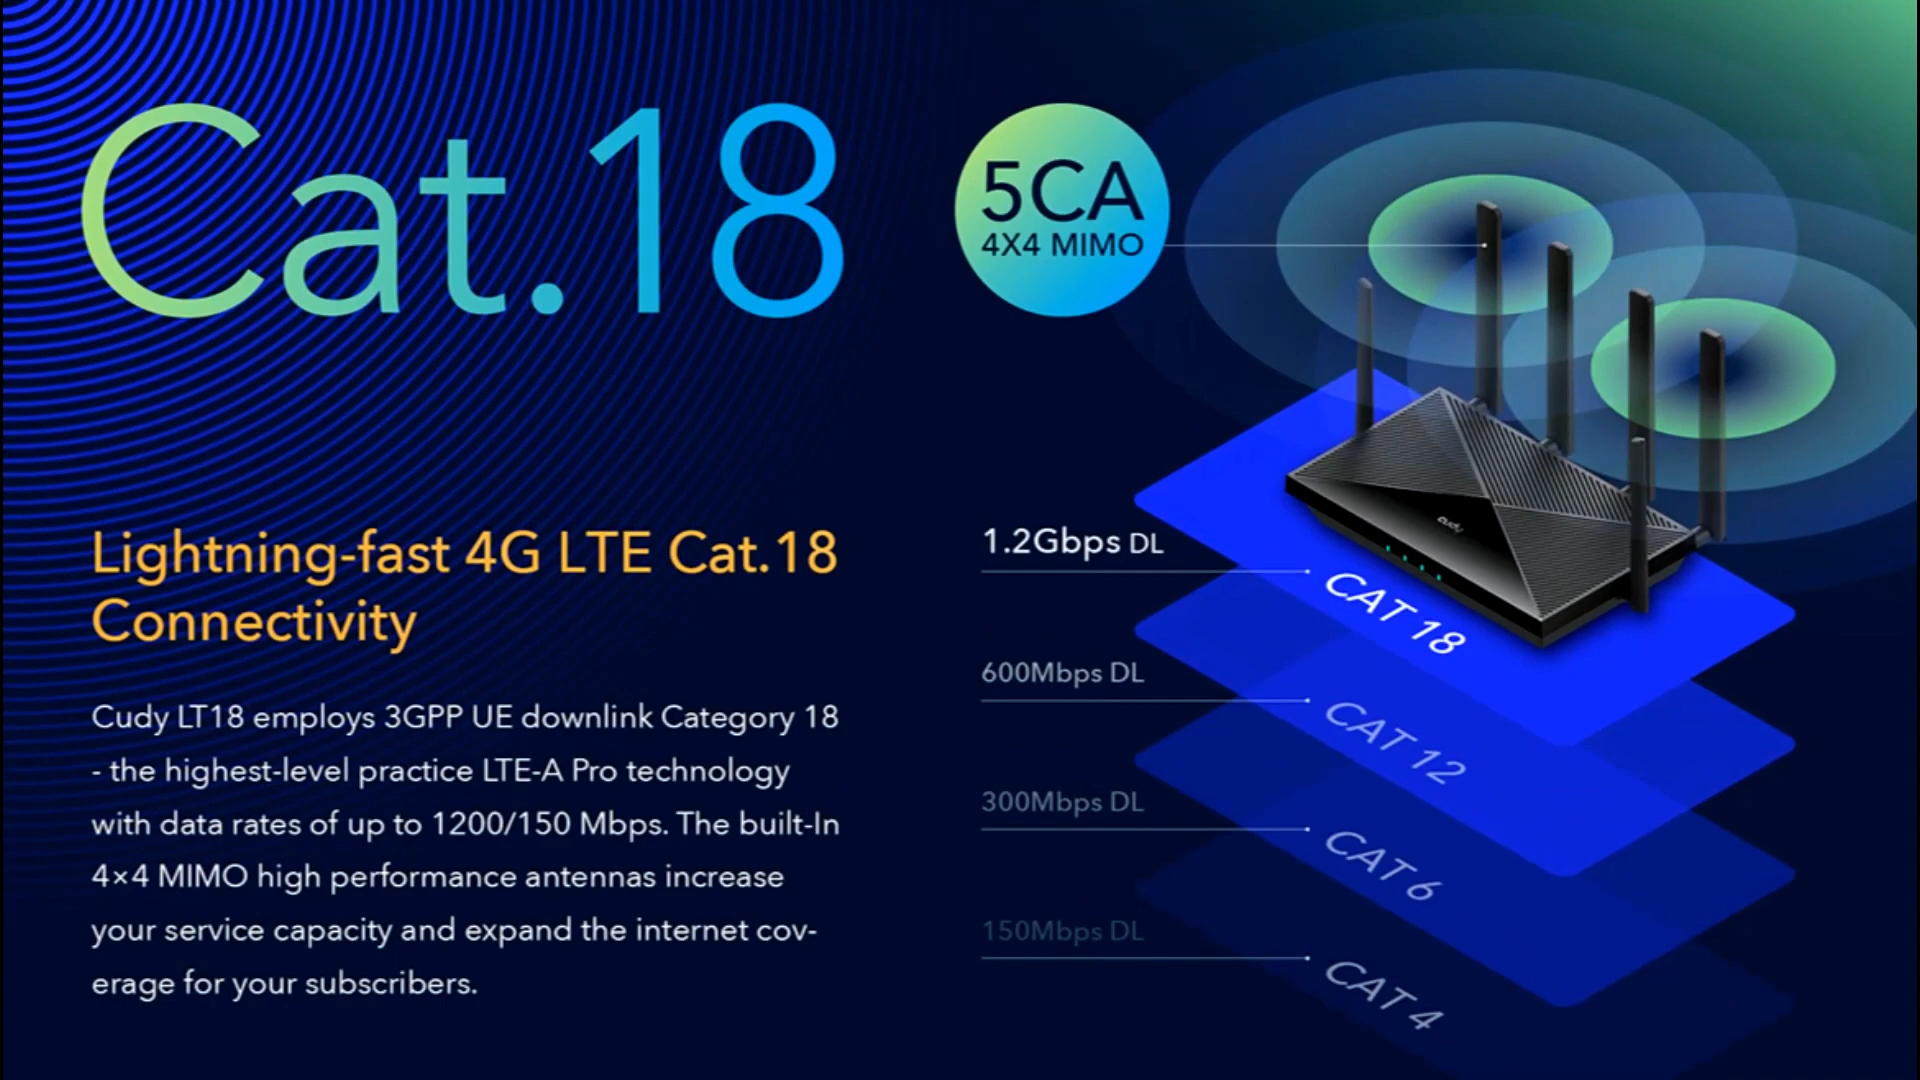 Cat.18
5CA
4X4 MIMO
Lightning-fast 4G LTE Cat.18
Connectivity
Cudy LT18 employs 3GPP UE downlink Category 18
- the highest-level practice LTE-A Pro technology
with data rates of up to 1200/150 Mbps. The built-In
4×4 MIMO high performance antennas increase
your service capacity and expand the internet cov-
erage for your subscribers.
1.2Gbps DL
CAT 18
600Mbps DL
CAT 12
300Mbps DL
CAT 6
150Mbps DL
CAT 4
cudy